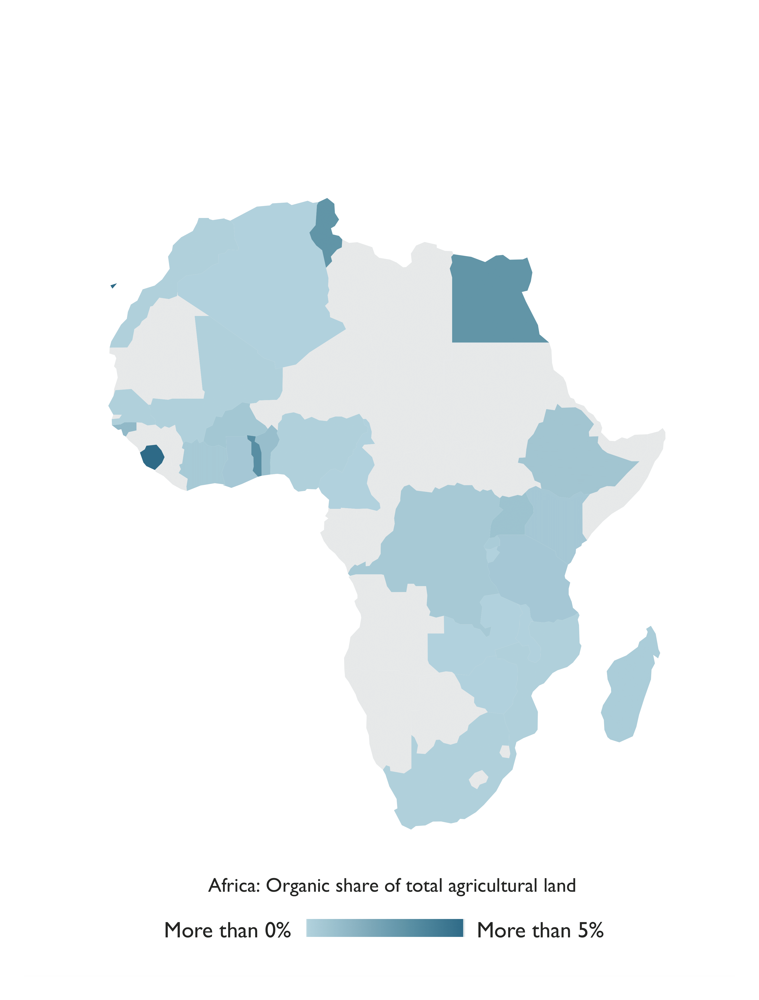 Africa: Organic share of total agricultural land
More than 0% More than 5%